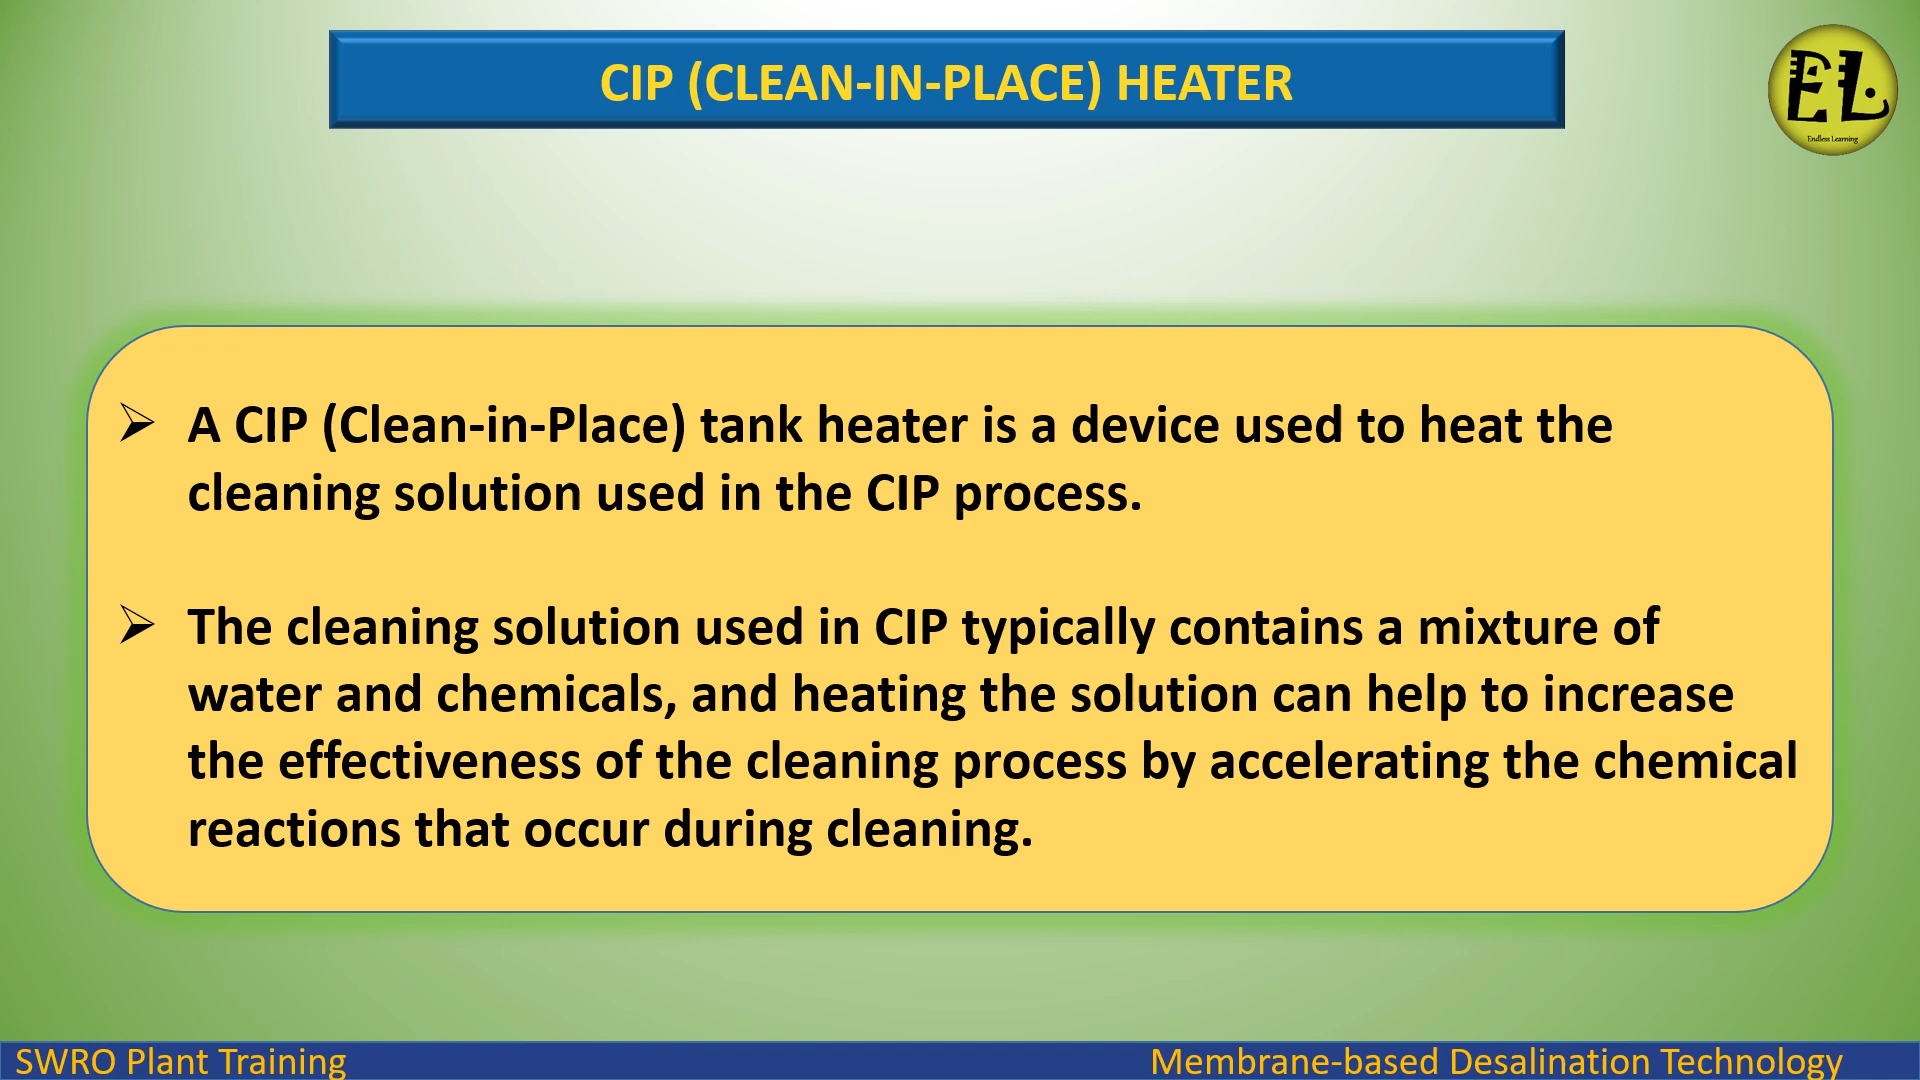 CIP (CLEAN-IN-PLACE) HEATER
EL
Endless Learning
➢ A CIP (Clean-in-Place) tank heater is a device used to heat the
cleaning solution used in the CIP process.
➢ The cleaning solution used in CIP typically contains a mixture of
water and chemicals, and heating the solution can help to increase
the effectiveness of the cleaning process by accelerating the chemical
reactions that occur during cleaning.
SWRO Plant Training
Membrane-based Desalination Technology